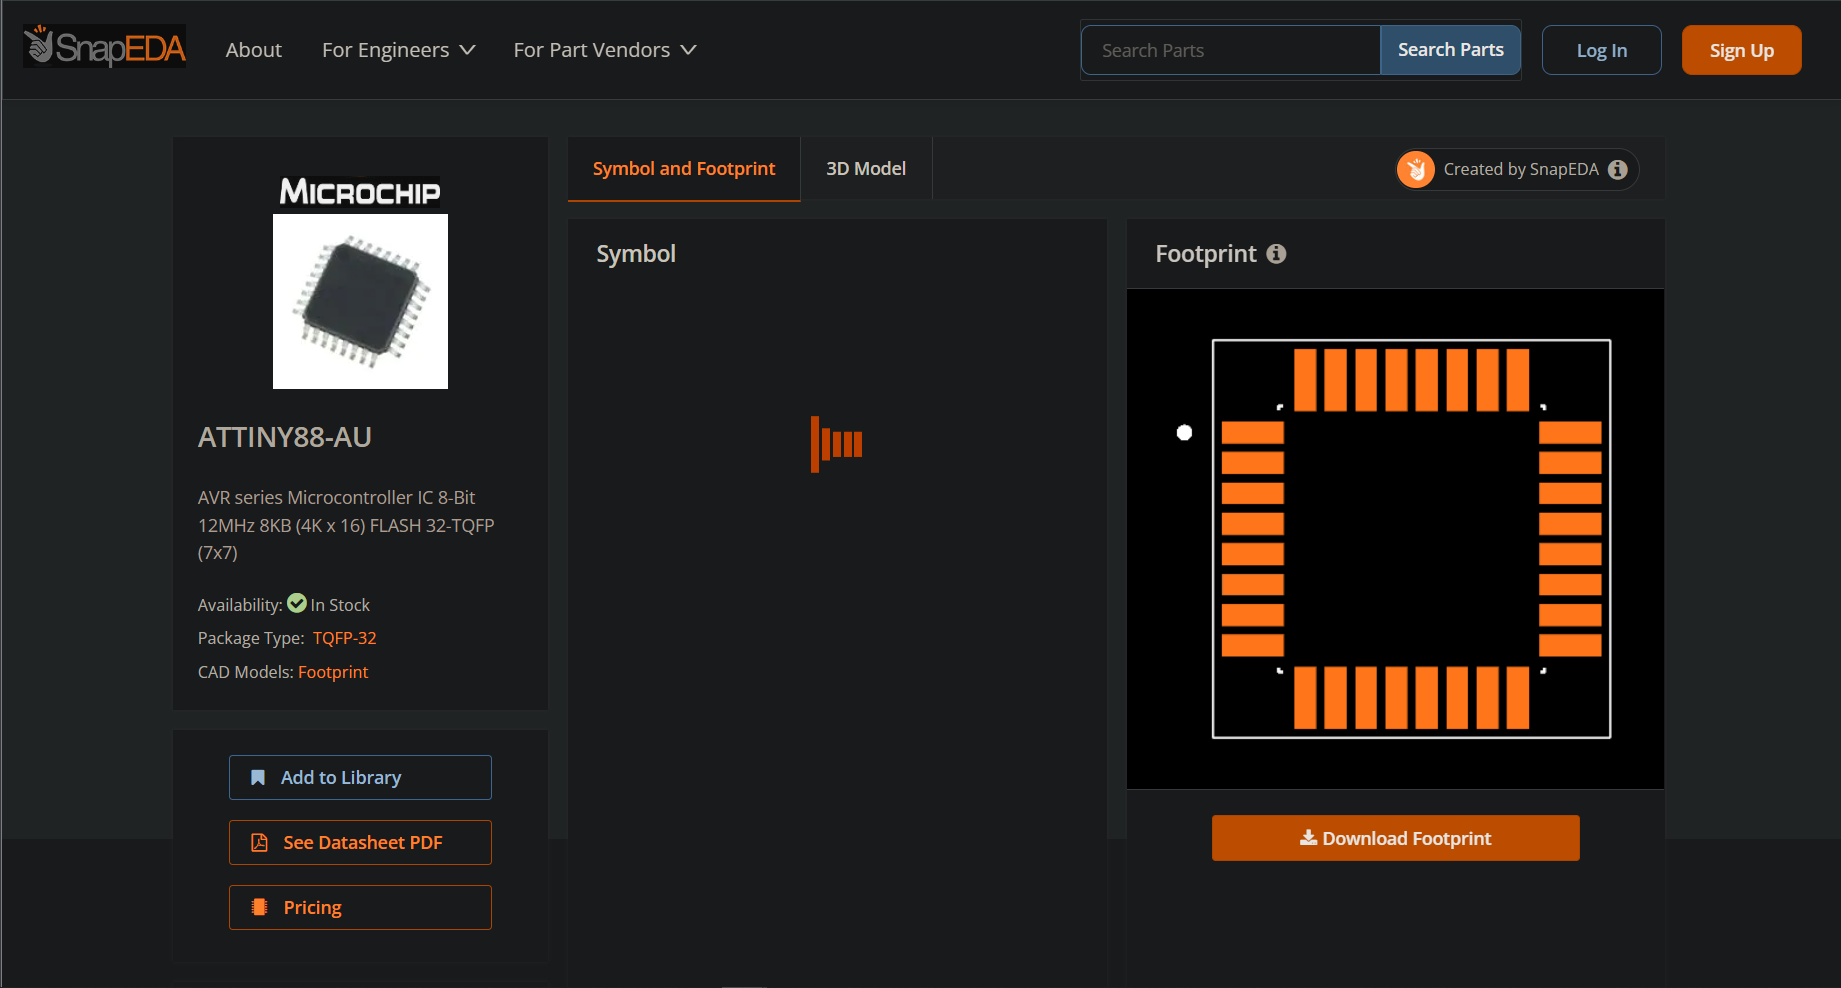 SnapEDA
About
For Engineers
For Part Vendors
Search Parts
Search Parts
Log In
Sign Up
MICROCHIP
ATTINY88-AU
AVR series Microcontroller IC 8-Bit
12MHz 8KB (4K x 16) FLASH 32-TQFP
(7x7)
Availability: In Stock
Package Type: TQFP-32
CAD Models: Footprint
Add to Library
See Datasheet PDF
Pricing
Symbol and Footprint
3D Model
Created by SnapEDA
Symbol
Footprint
Download Footprint